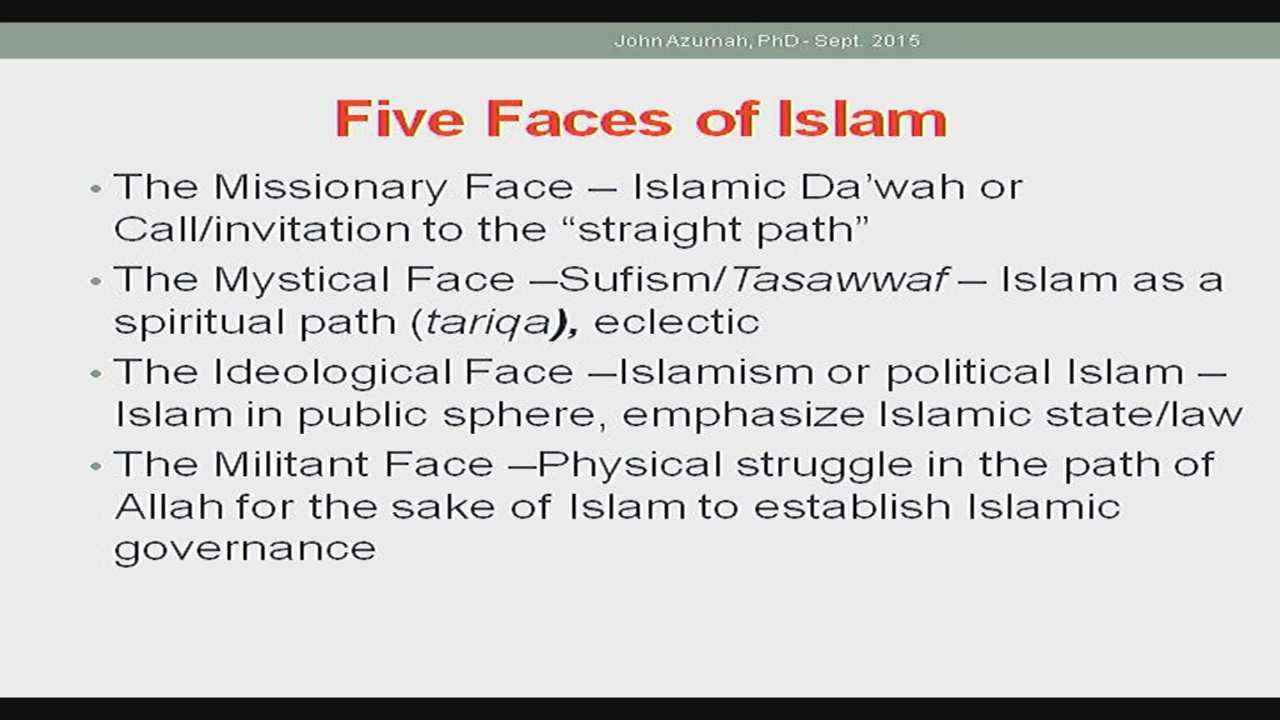 John Azumah, PhD - Sept. 2015
Five Faces of Islam
• The Missionary Face – Islamic Da’wah or
Call/invitation to the “straight path”
• The Mystical Face –Sufism/Tasawwaf – Islam as a
spiritual path (tariqa), eclectic
• The Ideological Face –Islamism or political Islam –
Islam in public sphere, emphasize Islamic state/law
• The Militant Face –Physical struggle in the path of
Allah for the sake of Islam to establish Islamic
governance